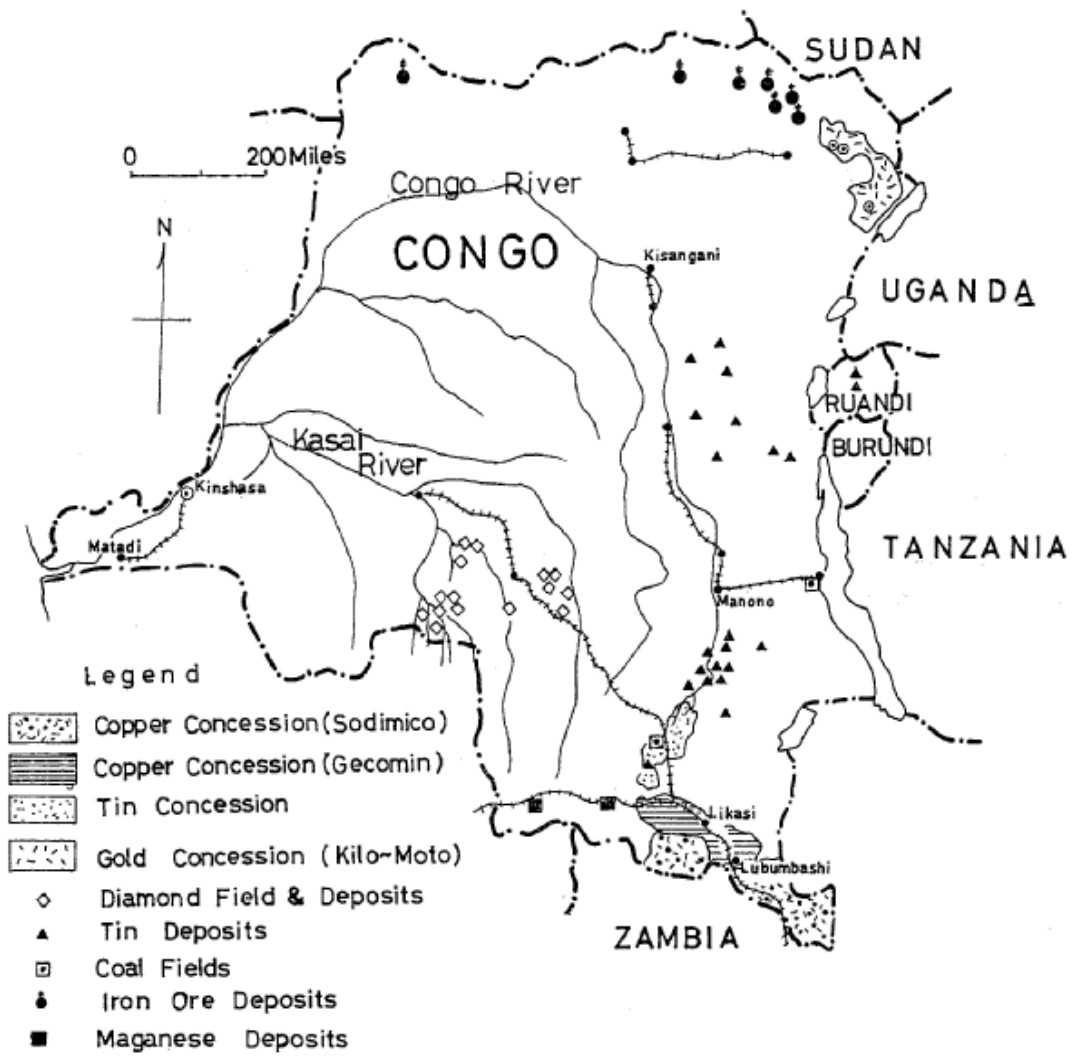 SUDAN
0 200 Miles
Congo River
N
CONGO
Kisangani
UGANDA
RUANDI
BURUNDI
Kasai
River
Kinshasa
Matadi
TANZANIA
Manono
Likasi
Lubumbashi
ZAMBIA
Legend
Copper Concession (Sodimico)
Copper Concession (Gecomin)
Tin Concession
Gold Concession (Kilo~Moto)
Diamond Field & Deposits
Tin Deposits
Coal Fields
Iron Ore Deposits
Maganese Deposits